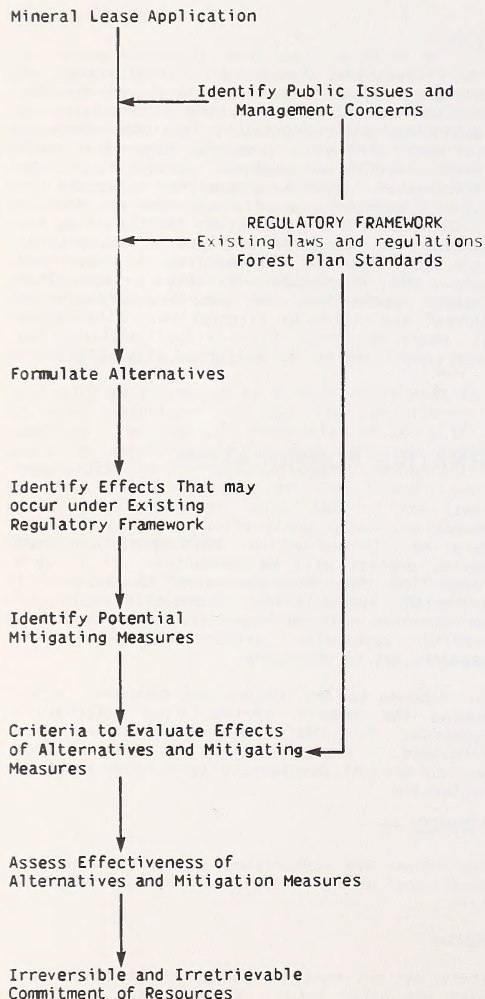 Mineral Lease Application
Identify Public Issues and
Management Concerns
REGULATORY FRAMEWORK
Existing laws and regulations
Forest Plan Standards
Formulate Alternatives
Identify Effects That may
occur under Existing
Regulatory Framework
Identify Potential
Mitigating Measures
Criteria to Evaluate Effects
of Alternatives and Mitigating
Measures
Assess Effectiveness of
Alternatives and Mitigation Measures
Irreversible and Irretrievable
Commitment of Resources